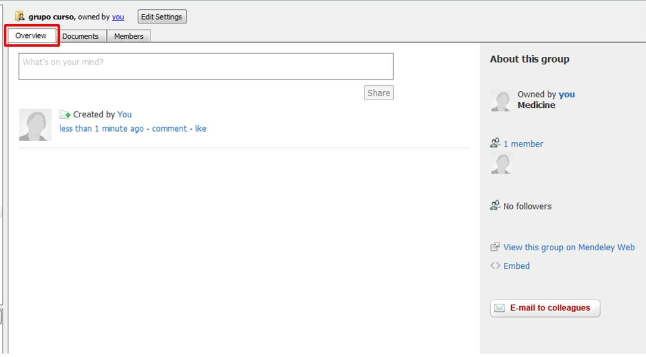 grupo curso, owned by you Edit Settings
Overview Documents Members
What's on your mind?
Share
Created by You
less than 1 minute ago - comment - like
About this group
Owned by you
Medicine
1 member
No followers
View this group on Mendeley Web
<> Embed
E-mail to colleagues